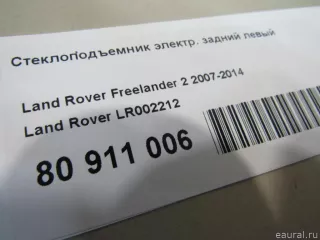 Стеклоподъемник электр. задний левый
Land Rover Freelander 2 2007-2014
Land Rover LR002212
80 911 006
eaural.ru